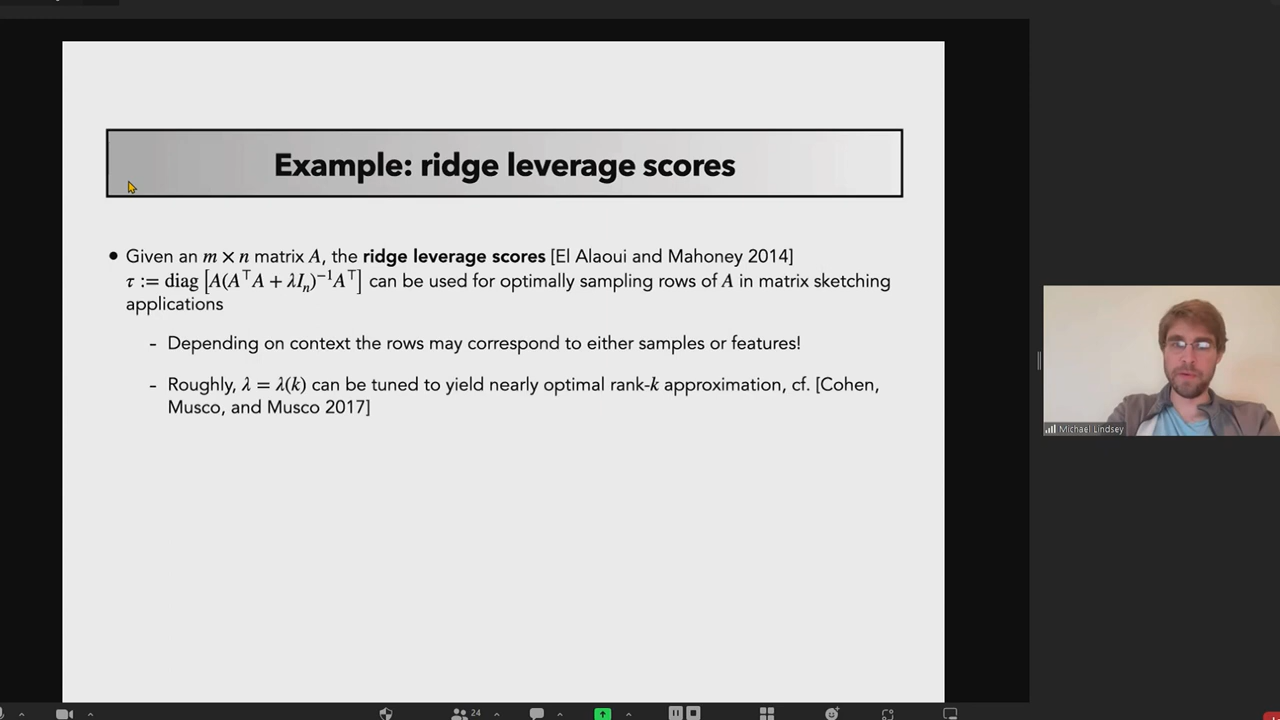 Example: ridge leverage scores
● Given an m × n matrix A, the ridge leverage scores [El Alaoui and Mahoney 2014]
τ := diag [A(A⊤A + λIₙ)⁻¹A⊤] can be used for optimally sampling rows of A in matrix sketching
applications
- Depending on context the rows may correspond to either samples or features!
- Roughly, λ = λ(k) can be tuned to yield nearly optimal rank-k approximation, cf. [Cohen,
Musco, and Musco 2017]
Michael Lindsey
24